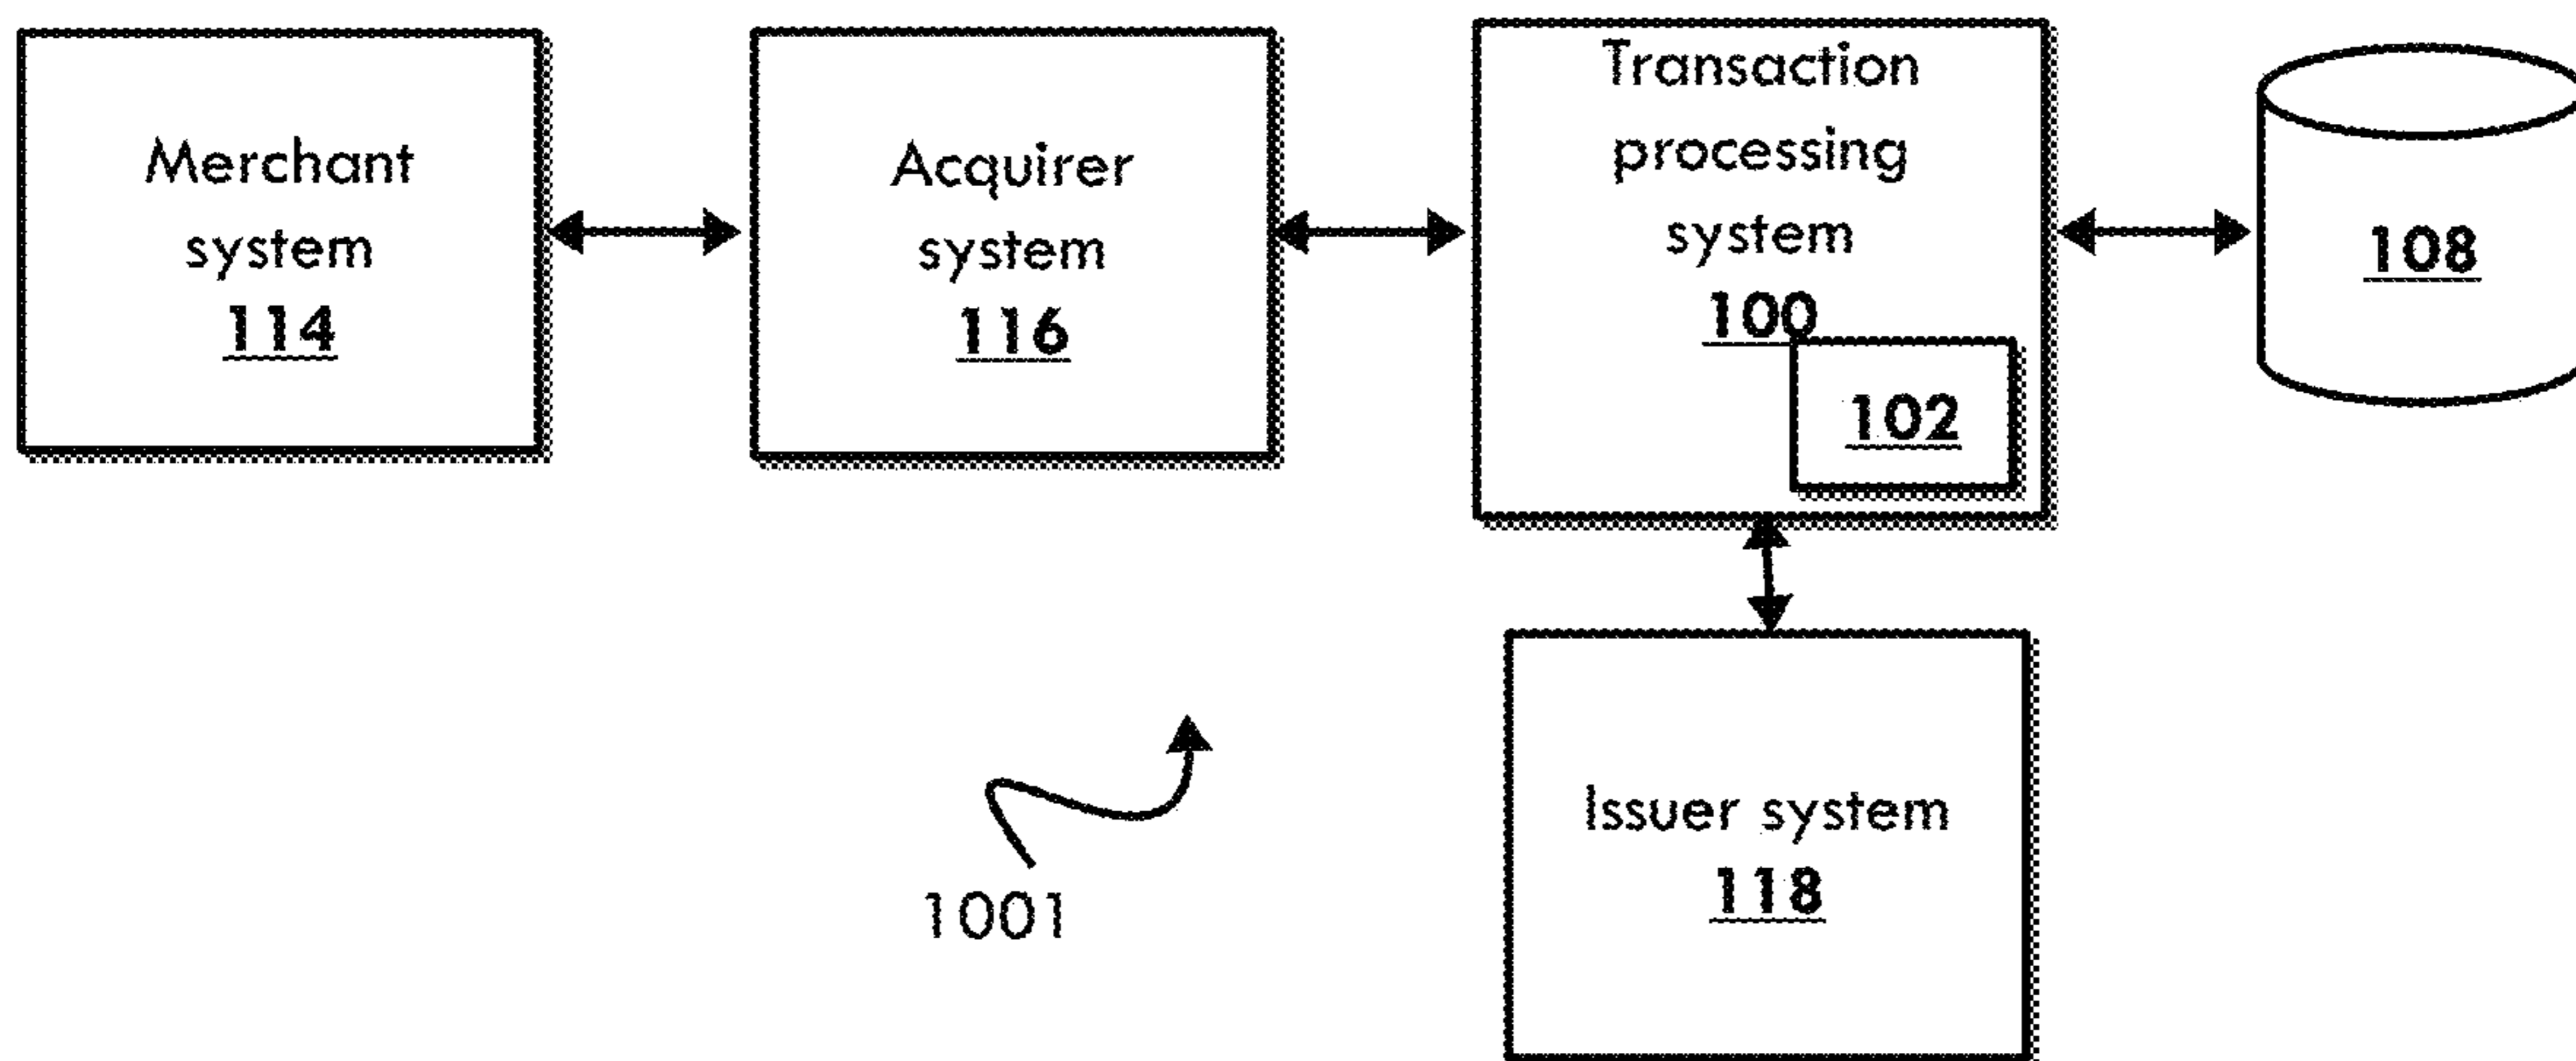 Merchant
system
114
Acquirer
system
116
Transaction
processing
system
100
102
108
Issuer system
118
1001